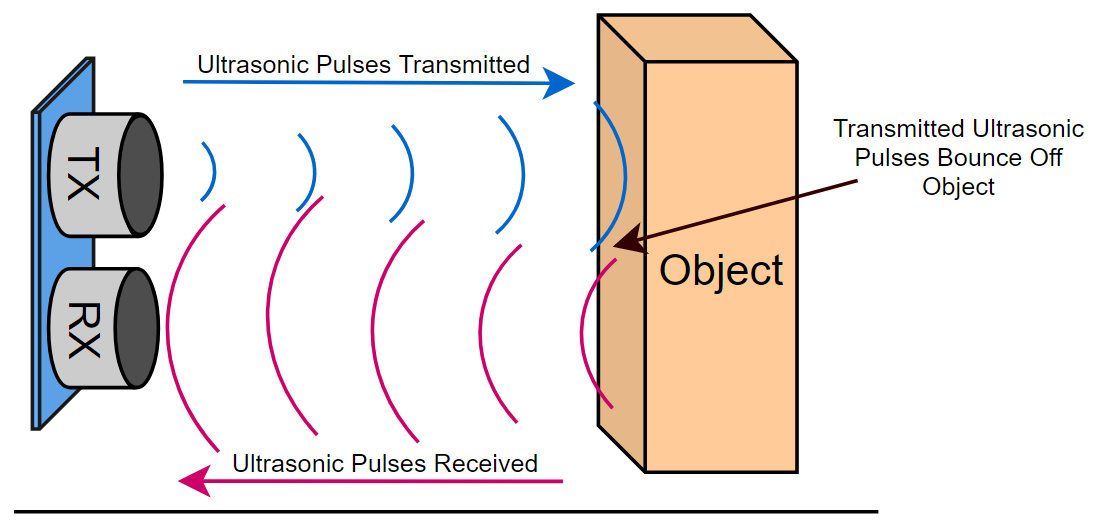 Ultrasonic Pulses Transmitted
TX
Transmitted Ultrasonic
Pulses Bounce Off
Object
Object
RX
Ultrasonic Pulses Received